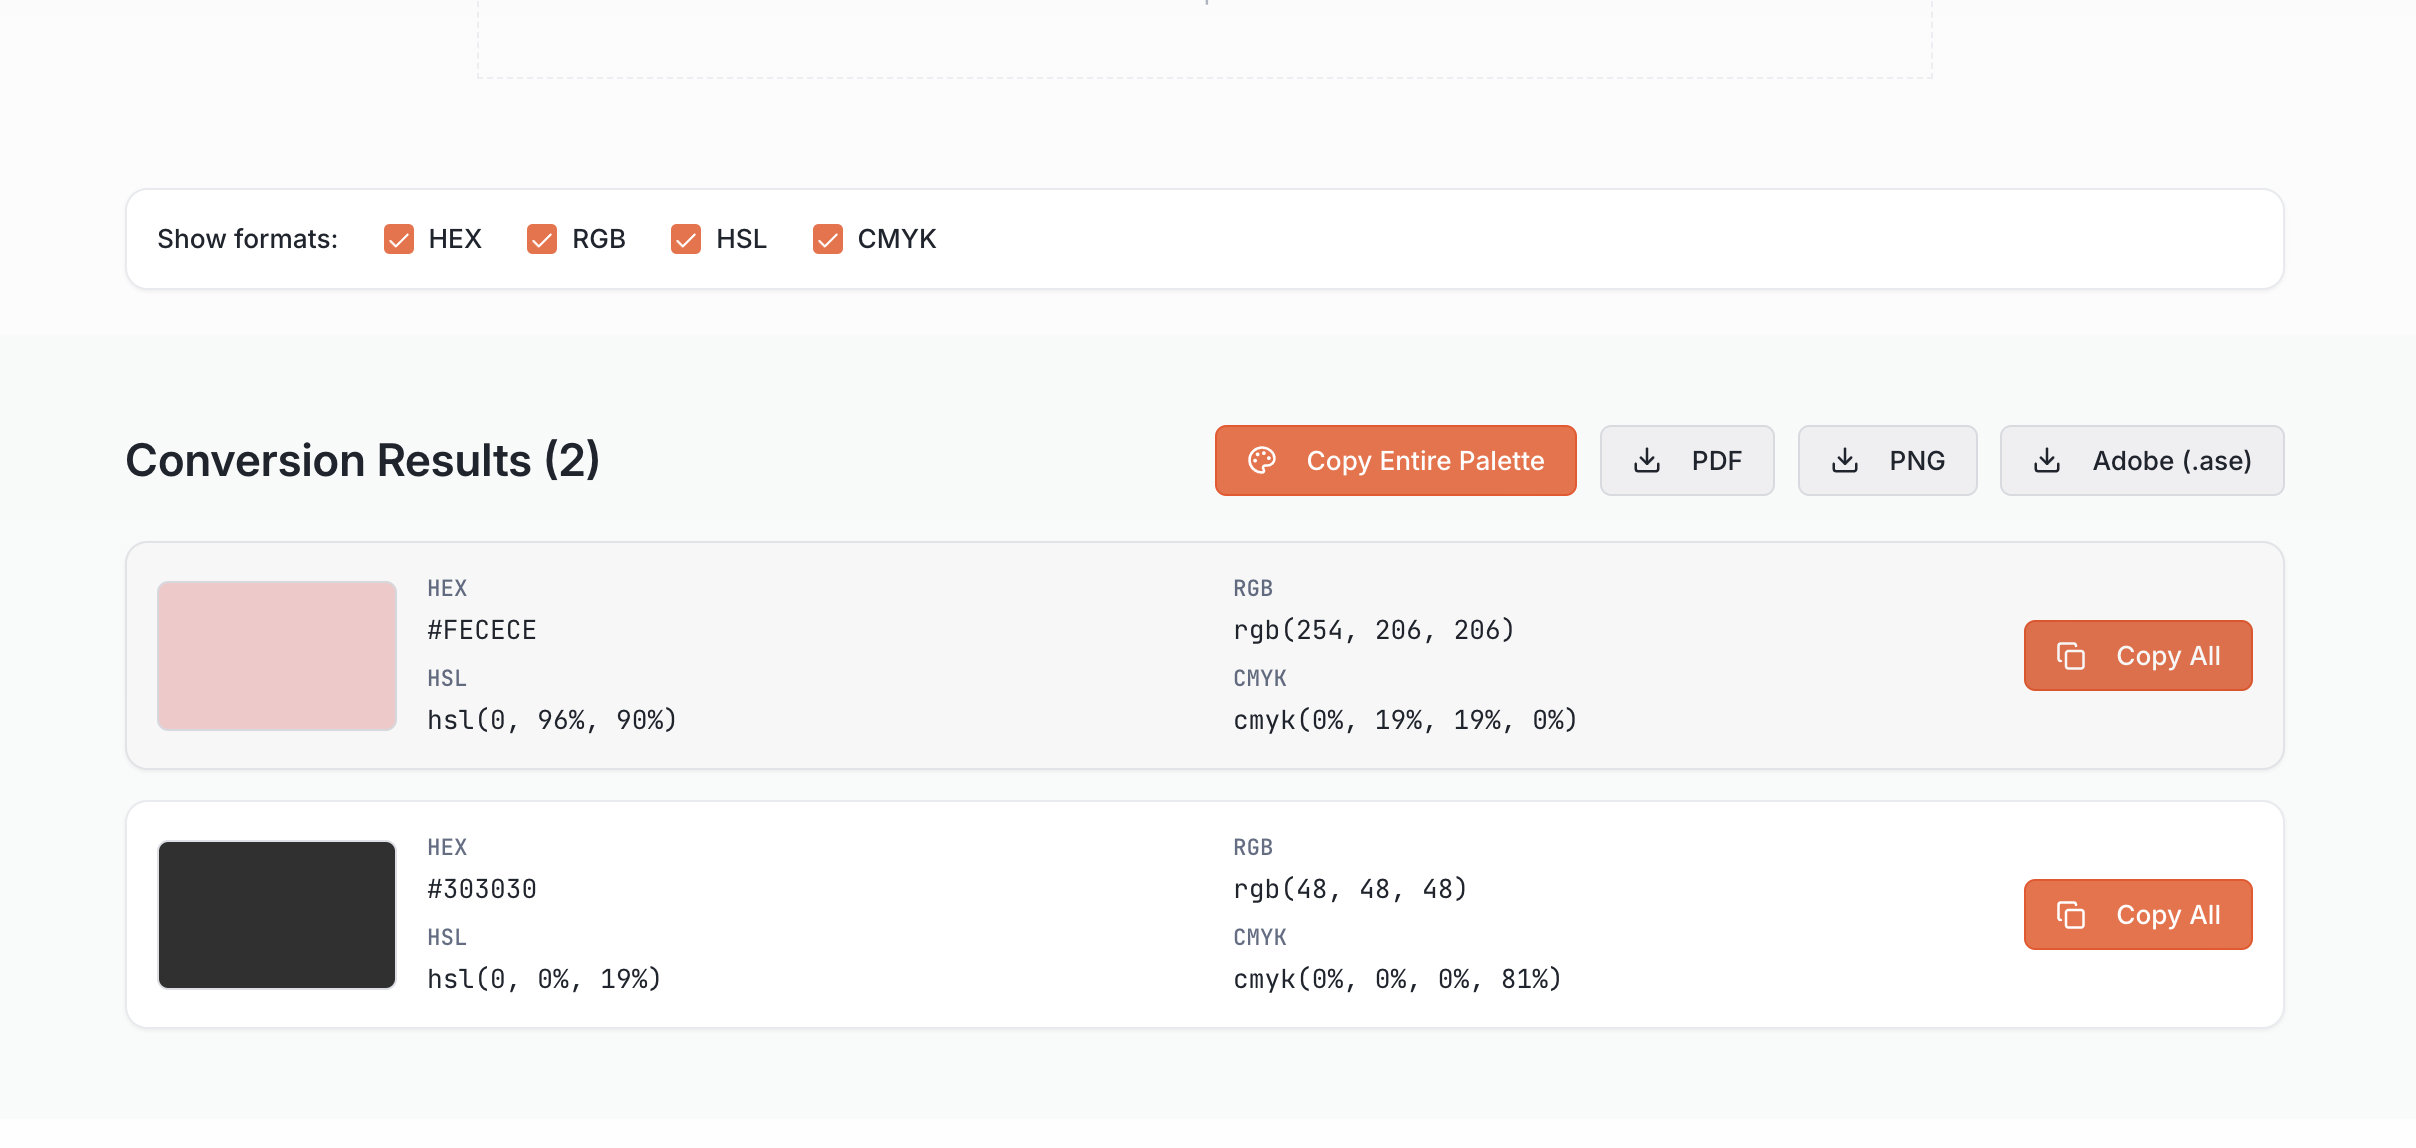 Show formats: HEX RGB HSL CMYK
Conversion Results (2)
Copy Entire Palette PDF PNG Adobe (.ase)
HEX RGB
#FECECE rgb(254, 206, 206)
HSL CMYK
hsl(0, 96%, 90%) cmyk(0%, 19%, 19%, 0%)
Copy All
HEX RGB
#303030 rgb(48, 48, 48)
HSL CMYK
hsl(0, 0%, 19%) cmyk(0%, 0%, 0%, 81%)
Copy All